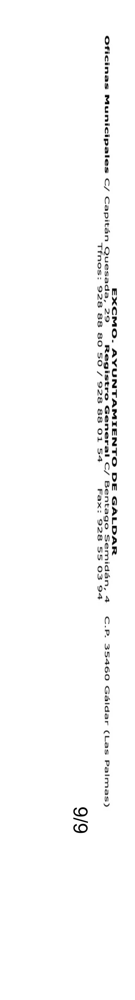 EXCMO. AYUNTAMIENTO DE GÁLDAR
Oficinas Municipales C/ Capitán Quesada, 29 Registro General C/ Bentago Semidán, 4 C.P. 35460 Gáldar (Las Palmas)
Tfnos: 928 88 80 50 / 928 88 01 54 Fax: 928 55 03 94
9/9